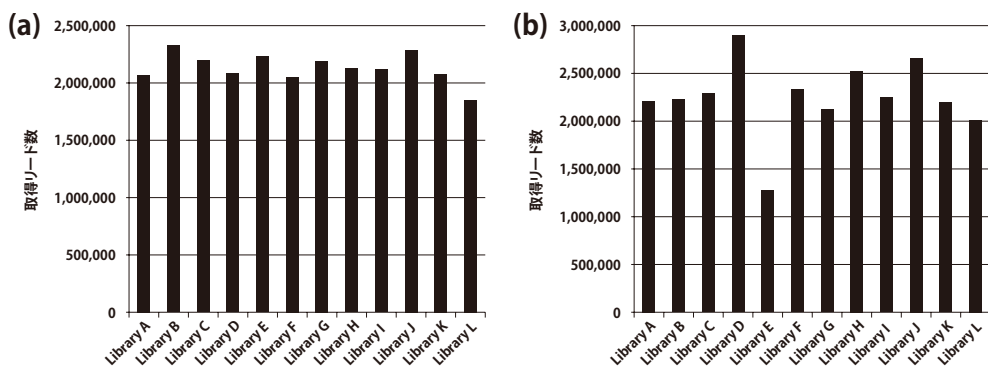 (a)
2,500,000
2,000,000
1,500,000
1,000,000
500,000
0
取得リード数
Library A
Library B
Library C
Library D
Library E
Library F
Library G
Library H
Library I
Library J
Library K
Library L
(b)
3,000,000
2,500,000
2,000,000
1,500,000
1,000,000
500,000
0
取得リード数
Library A
Library B
Library C
Library D
Library E
Library F
Library G
Library H
Library I
Library J
Library K
Library L